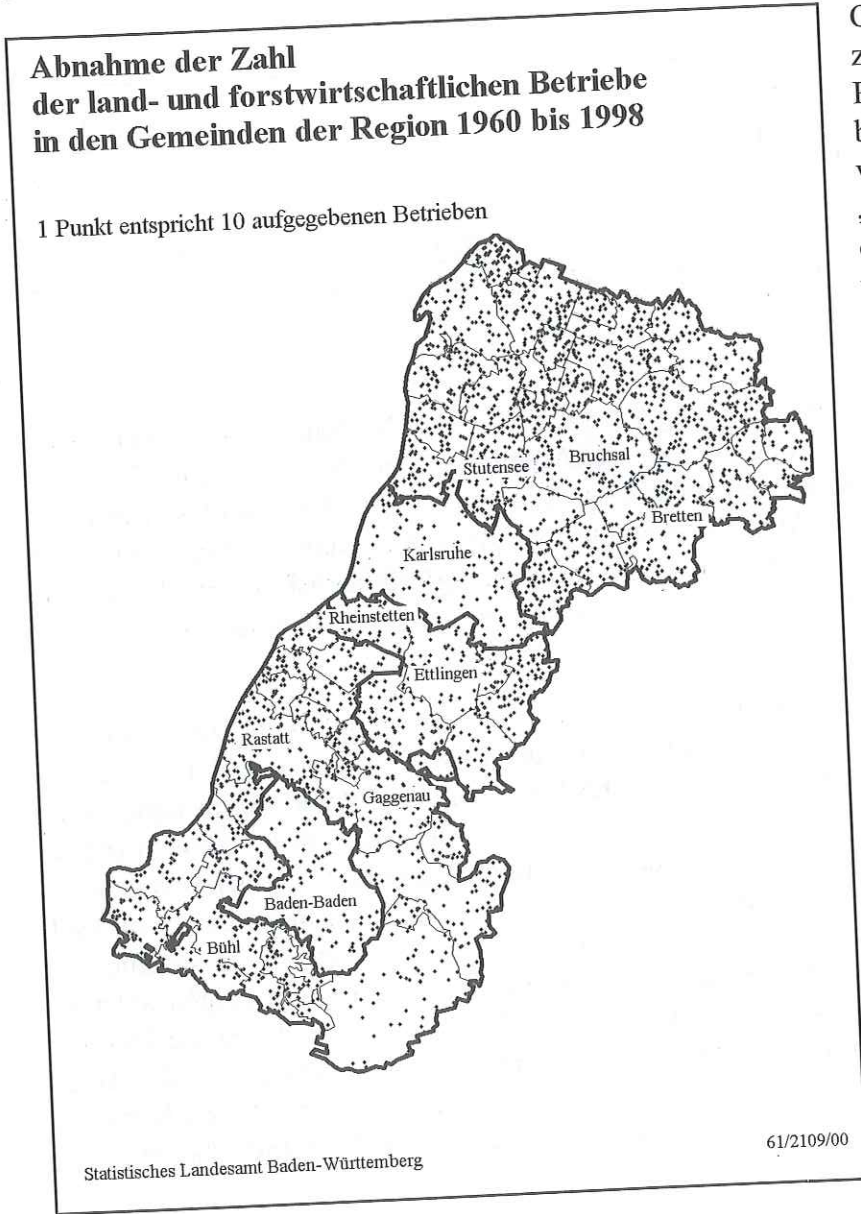 Abnahme der Zahl
der land- und forstwirtschaftlichen Betriebe
in den Gemeinden der Region 1960 bis 1998
1 Punkt entspricht 10 aufgegebenen Betrieben
Stutensee
Bruchsal
Bretten
Karlsruhe
Rheinstetten
Ettlingen
Rastatt
Gaggenau
Baden-Baden
Bühl
Statistisches Landesamt Baden-Württemberg
61/2109/00